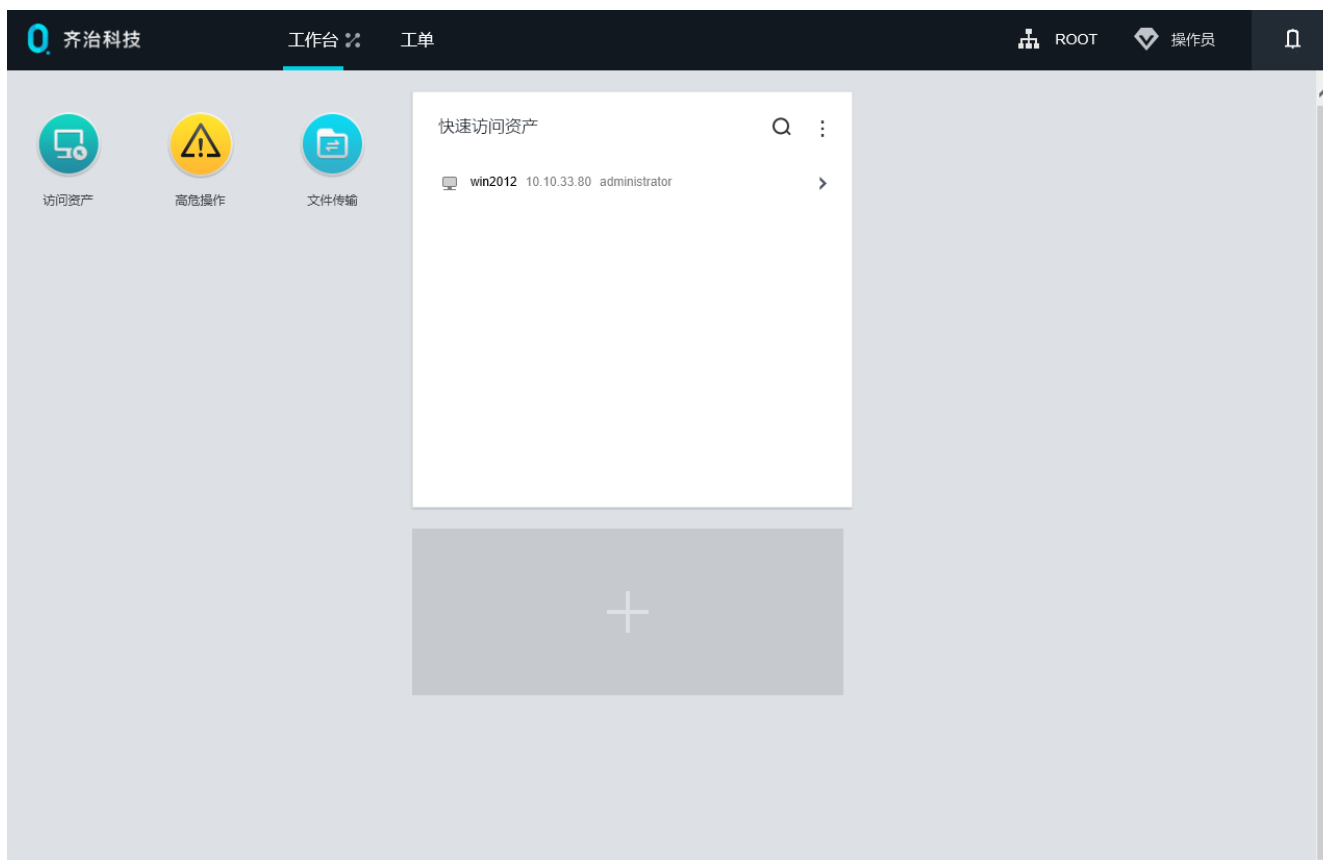 齐治科技 工作台 工单 ROOT 操作员
快速访问资产
win2012 10.10.33.80 administrator
访问资产 高危操作 文件传输